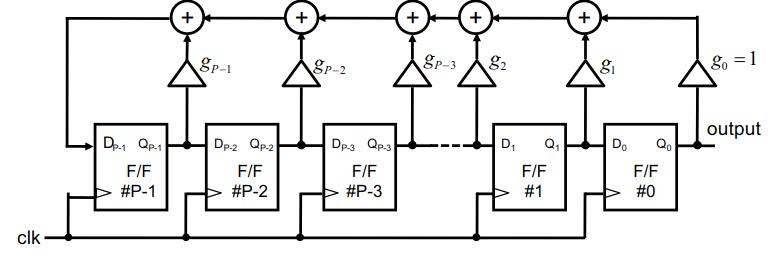 + + + + +
g_{P-1} g_{P-2} g_{P-3} g_2 g_1 g_0 = 1
output
D_{P-1} Q_{P-1} D_{P-2} Q_{P-2} D_{P-3} Q_{P-3} D_1 Q_1 D_0 Q_0
F/F F/F F/F F/F F/F
#P-1 #P-2 #P-3 #1 #0
clk